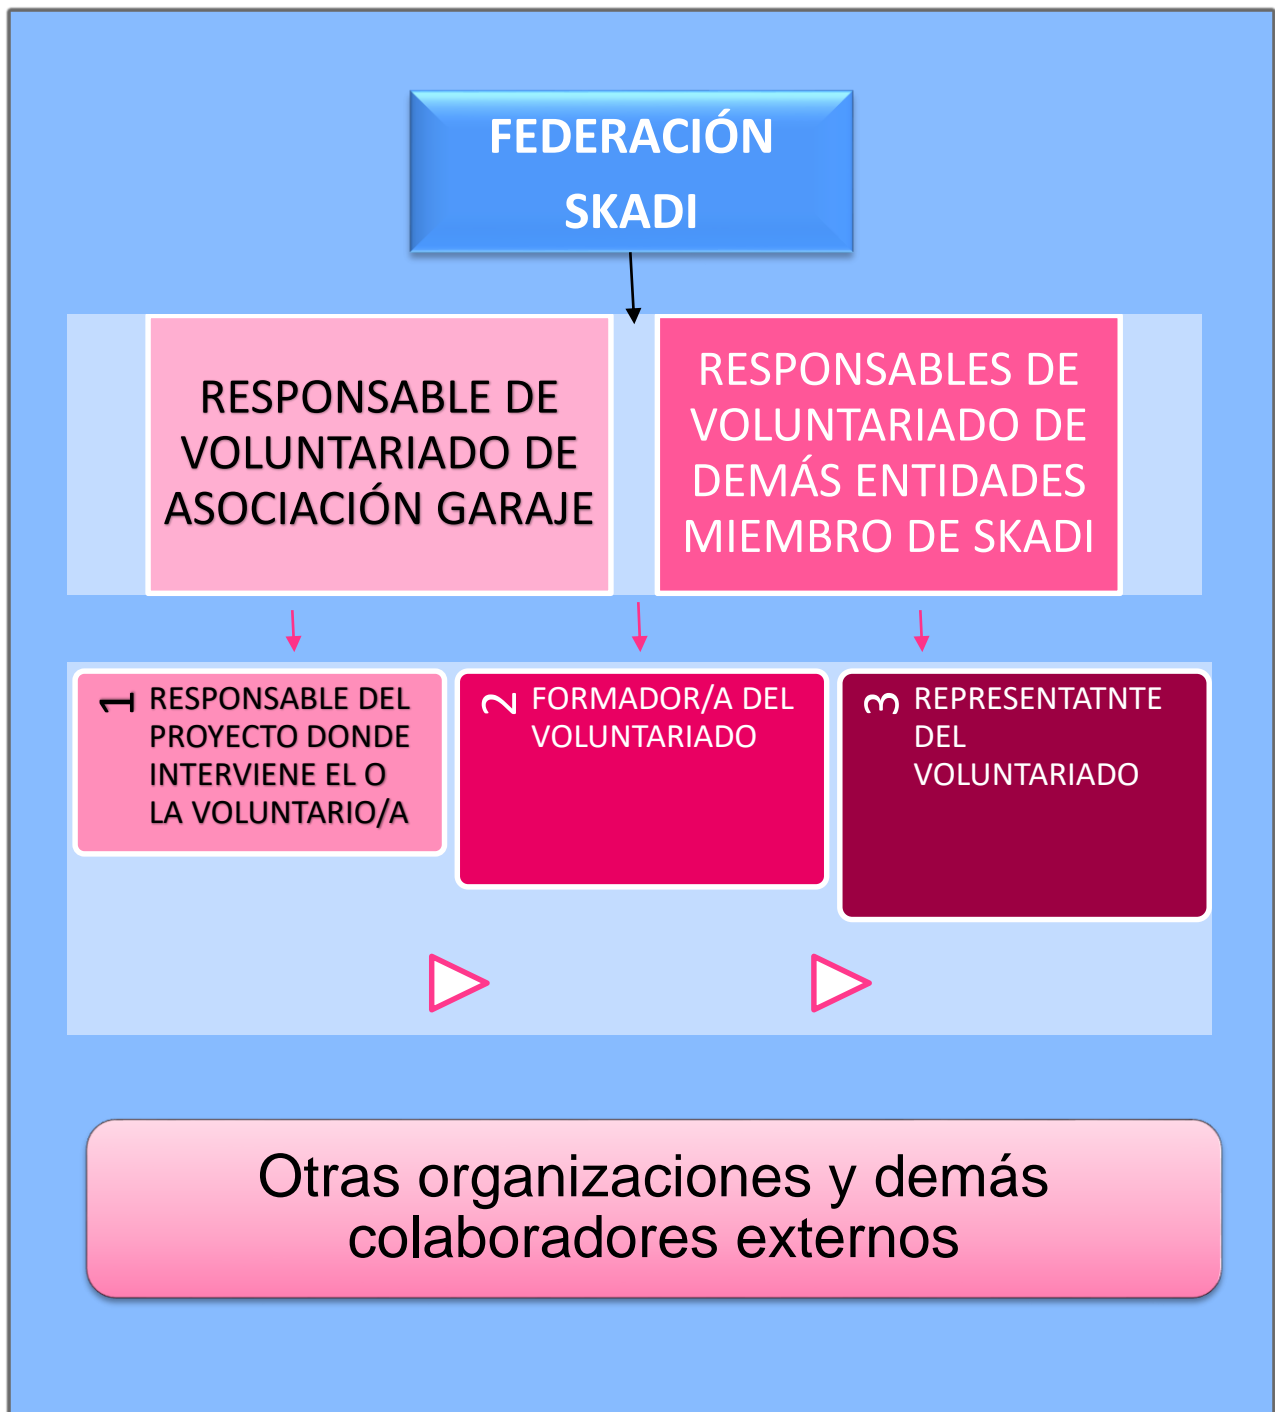 FEDERACIÓN
SKADI
RESPONSABLE DE
VOLUNTARIADO DE
ASOCIACIÓN GARAJE
RESPONSABLES DE
VOLUNTARIADO DE
DEMÁS ENTIDADES
MIEMBRO DE SKADI
1
RESPONSABLE DEL
PROYECTO DONDE
INTERVIENE EL O
LA VOLUNTARIO/A
2
FORMADOR/A DEL
VOLUNTARIADO
3
REPRESENTATNTE
DEL
VOLUNTARIADO
Otras organizaciones y demás
colaboradores externos